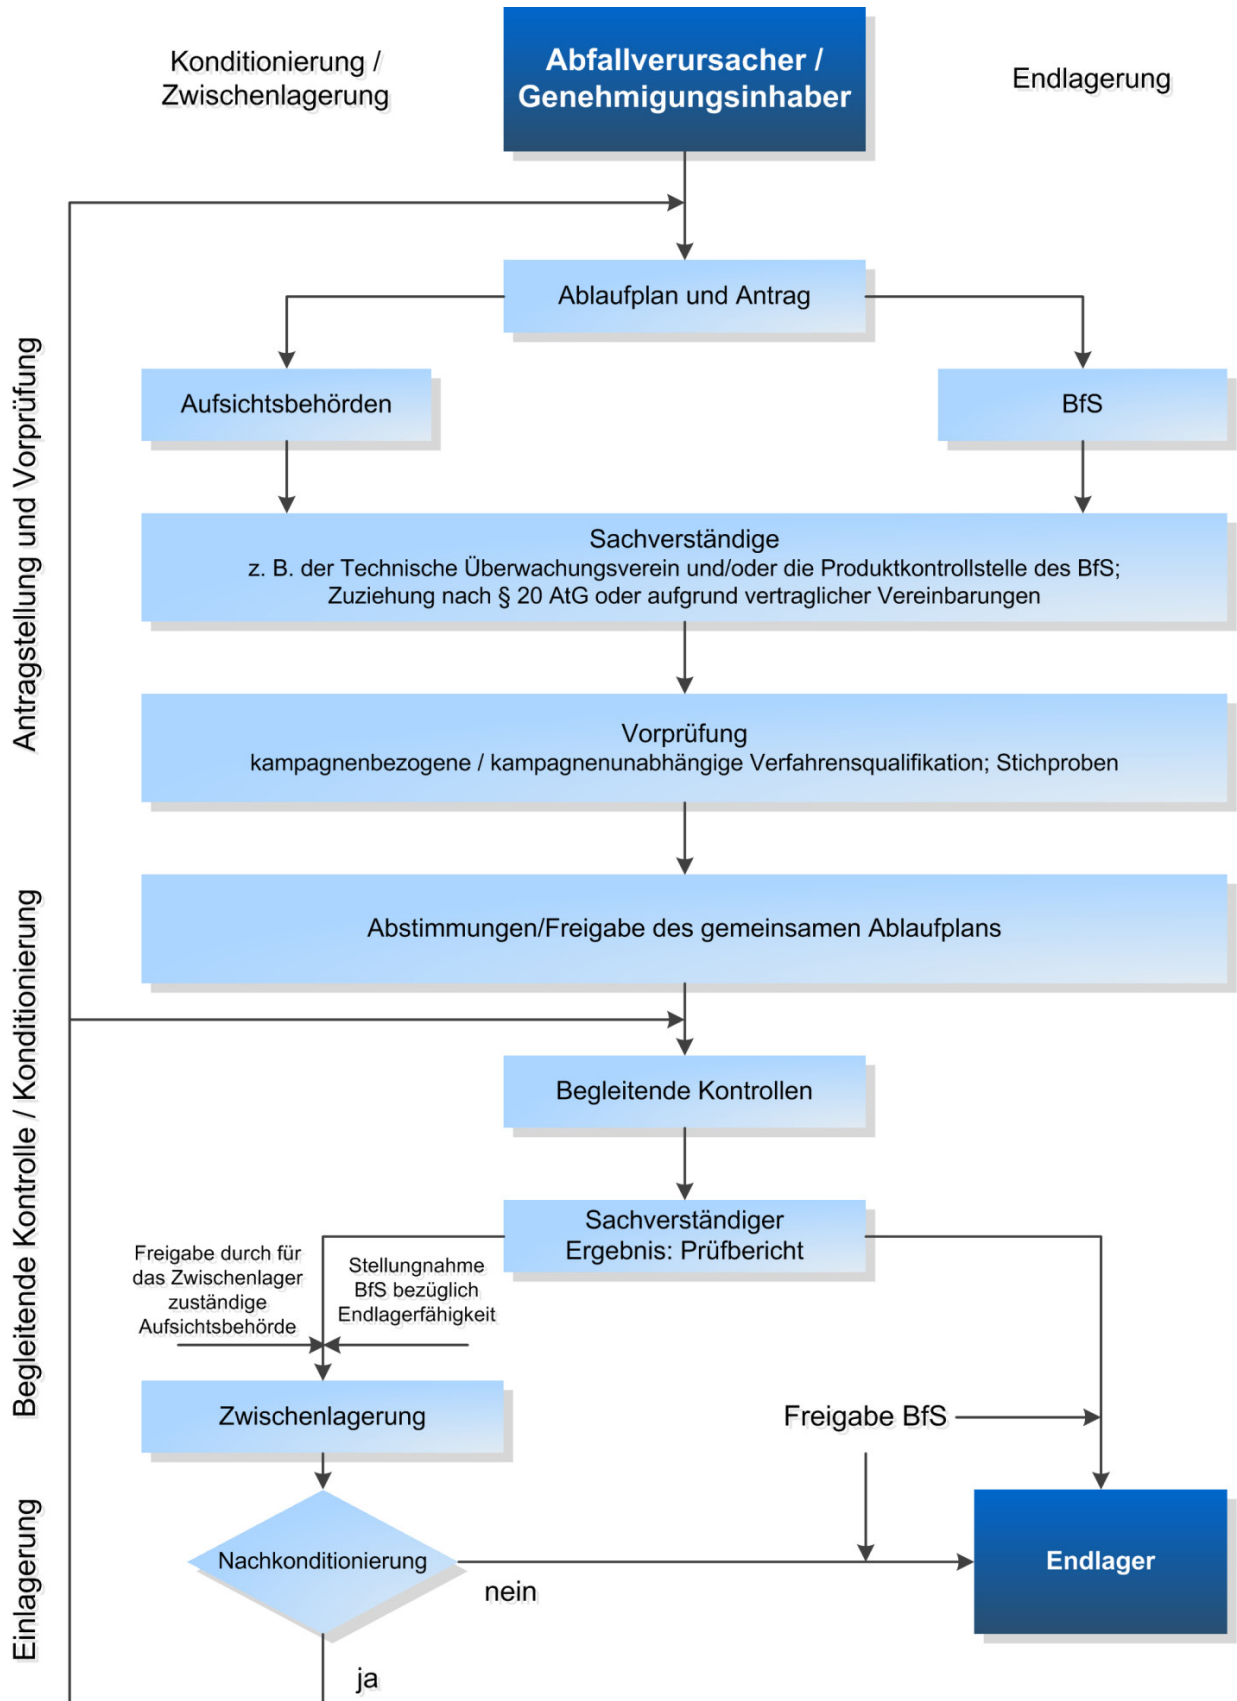 Konditionierung /
Zwischenlagerung
Abfallverursacher /
Genehmigungsinhaber
Endlagerung
Antragstellung und Vorprüfung
Ablaufplan und Antrag
Aufsichtsbehörden
BfS
Sachverständige
z. B. der Technische Überwachungsverein und/oder die Produktkontrollstelle des BfS;
Zuziehung nach § 20 AtG oder aufgrund vertraglicher Vereinbarungen
Vorprüfung
kampagnenbezogene / kampagnenunabhängige Verfahrensqualifikation; Stichproben
Begleitende Kontrolle / Konditionierung
Abstimmungen/Freigabe des gemeinsamen Ablaufplans
Begleitende Kontrollen
Sachverständiger
Ergebnis: Prüfbericht
Freigabe durch für
das Zwischenlager
zuständige
Aufsichtsbehörde
Stellungnahme
BfS bezüglich
Endlagerfähigkeit
Zwischenlagerung
Freigabe BfS
Einlagerung
Nachkonditionierung
nein
Endlager
ja